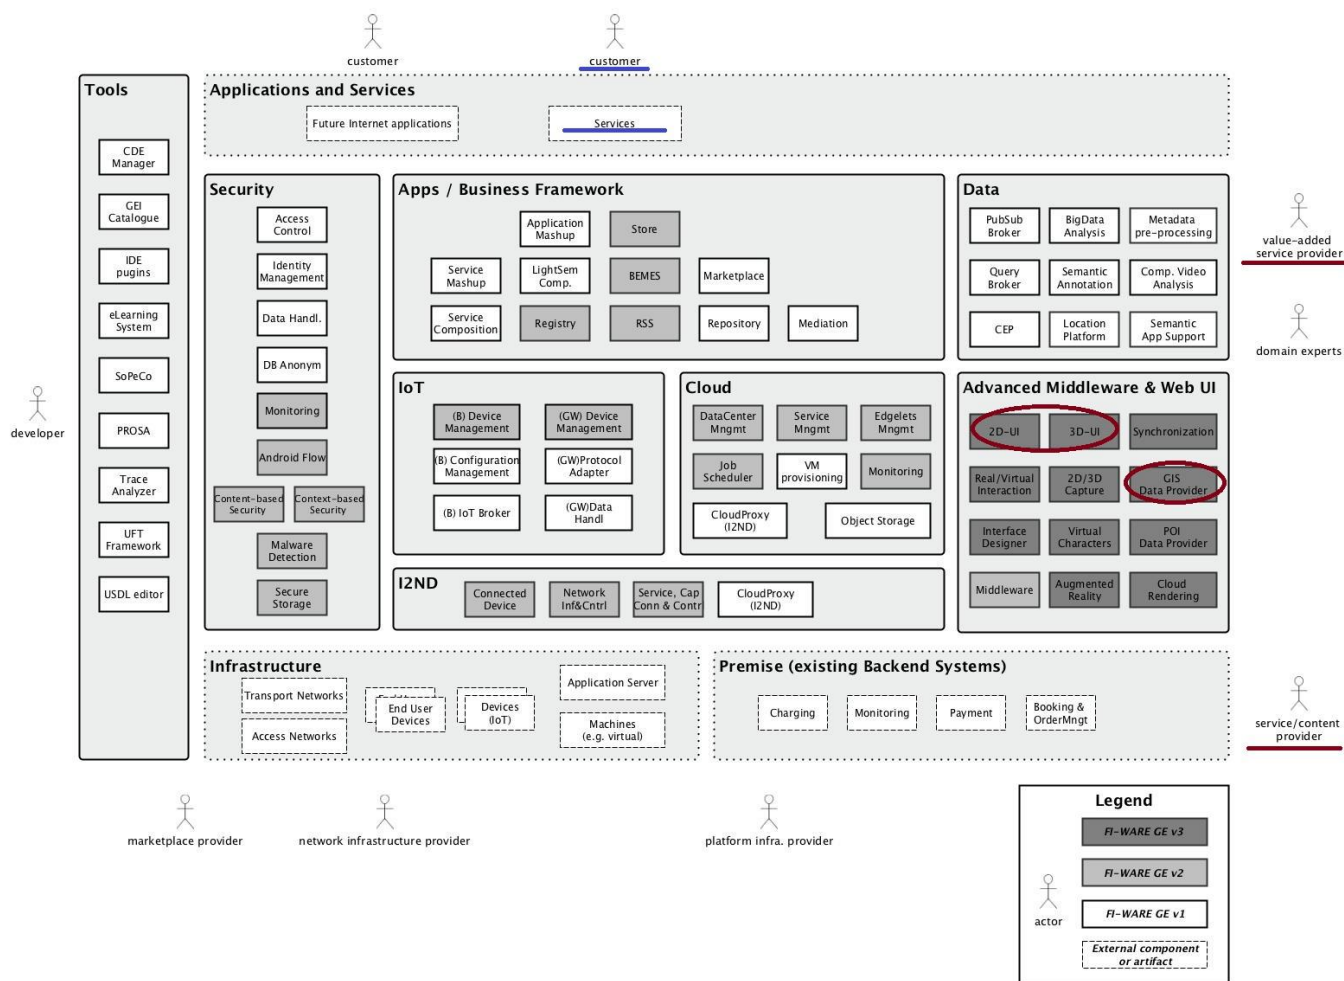 customer
customer
Tools
CDE
Manager
GEI
Catalogue
IDE
pugins
eLearning
System
SoPeCo
PROSA
Trace
Analyzer
UFT
Framework
USDL editor
Applications and Services
Future Internet applications
Services
Security
Access
Control
Identity
Management
Data Handl.
DB Anonym
Monitoring
Android Flow
Content-based
Security
Context-based
Security
Malware
Detection
Secure
Storage
Apps / Business Framework
Application
Mashup
Store
Service
Mashup
LightSem
Comp.
BEMES
Marketplace
Service
Composition
Registry
RSS
Repository
Mediation
Data
PubSub
Broker
BigData
Analysis
Metadata
pre-processing
Query
Broker
Semantic
Annotation
Comp. Video
Analysis
CEP
Location
Platform
Semantic
App Support
value-added
service provider
domain experts
developer
IoT
(B) Device
Management
(GW) Device
Management
(B) Configuration
Management
(GW)Protocol
Adapter
(B) IoT Broker
(GW)Data
Handl
Cloud
DataCenter
Mngmt
Service
Mngmt
Edgelets
Mngmt
Job
Scheduler
VM
provisioning
Monitoring
CloudProxy
(I2ND)
Object Storage
Advanced Middleware & Web UI
2D-UI
3D-UI
Synchronization
Real/Virtual
Interaction
2D/3D
Capture
GIS
Data Provider
Interface
Designer
Virtual
Characters
POI
Data Provider
Middleware
Augmented
Reality
Cloud
Rendering
I2ND
Connected
Device
Network
Inf&Cntrl
Service, Cap
Conn & Contr
CloudProxy
(I2ND)
Infrastructure
Transport Networks
Access Networks
End User
Devices
Devices
(IoT)
Application Server
Machines
(e.g. virtual)
Premise (existing Backend Systems)
Charging
Monitoring
Payment
Booking &
OrderMngt
service/content
provider
marketplace provider
network infrastructure provider
platform infra. provider
Legend
FI-WARE GE v3
FI-WARE GE v2
FI-WARE GE v1
actor
External component
or artifact